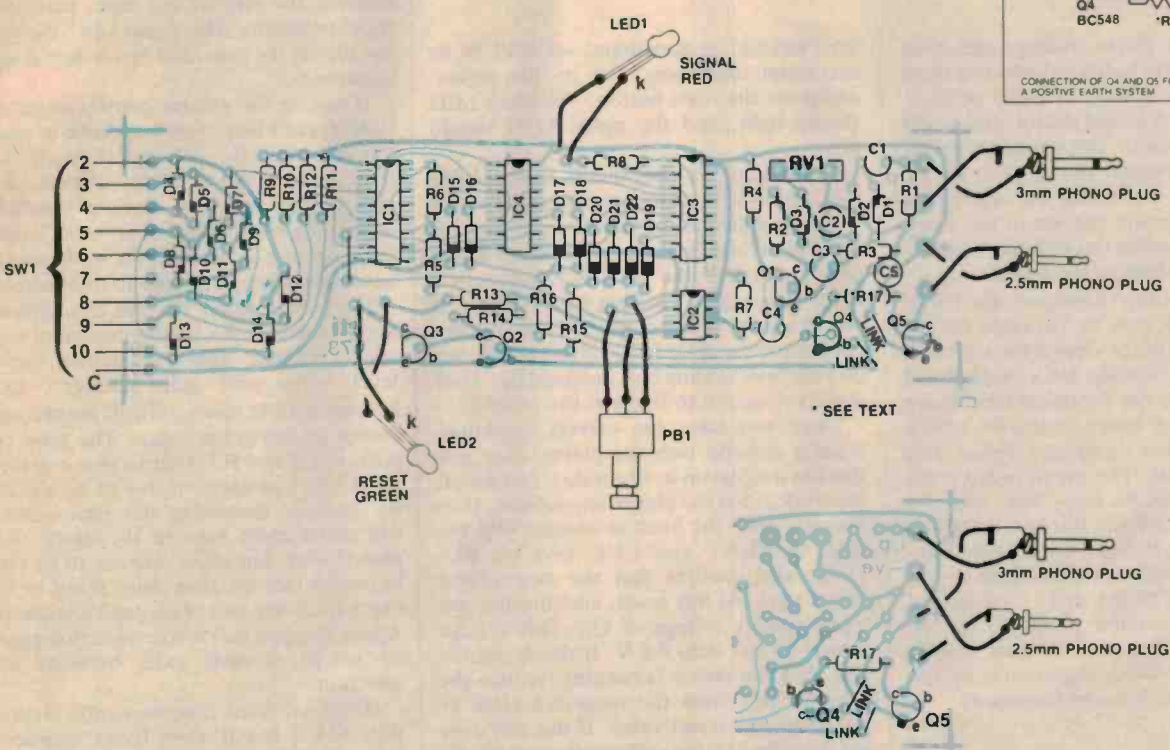 Q4
BC548
CONNECTION OF Q4 AND Q5
A POSITIVE EARTH SYSTEM
LED1
SIGNAL
RED
k
SW1
2
3
4
5
6
7
8
9
10
C
D4
D5
D7
D6
D9
D8
D10
D11
D12
D13
D14
R9
R10
R12
R11
IC1
R6
D15
D16
R5
IC4
D17
D18
D20
D21
D22
D19
R8
IC3
IC2
R13
R14
R16
R15
Q3
c
b
e
Q2
eti
R4
RV1
C1
R1
R2
D3
C2
D2
D1
C3
R3
C5
Q1
c
b
e
R7
C4
*R17
Q4
b
LINK
LINK
Q5
c
b
e
3mm PHONO PLUG
2.5mm PHONO PLUG
* SEE TEXT
k
LED2
RESET
GREEN
PB1
-ve
3mm PHONO PLUG
2.5mm PHONO PLUG
*R17
b
e
c
Q4
LINK
LINK
c
b
e
Q5